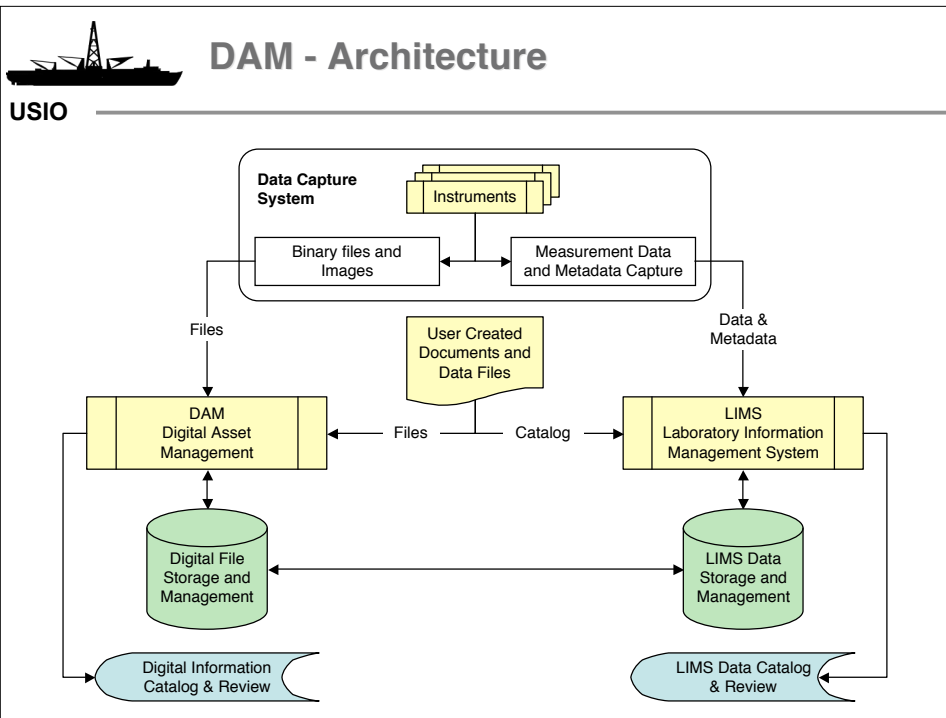 DAM - Architecture
USIO
Data Capture
System
Instruments
Binary files and
Images
Measurement Data
and Metadata Capture
Files
User Created
Documents and
Data Files
Data &
Metadata
DAM
Digital Asset
Management
Files
Catalog
LIMS
Laboratory Information
Management System
Digital File
Storage and
Management
LIMS Data
Storage and
Management
Digital Information
Catalog & Review
LIMS Data Catalog
& Review